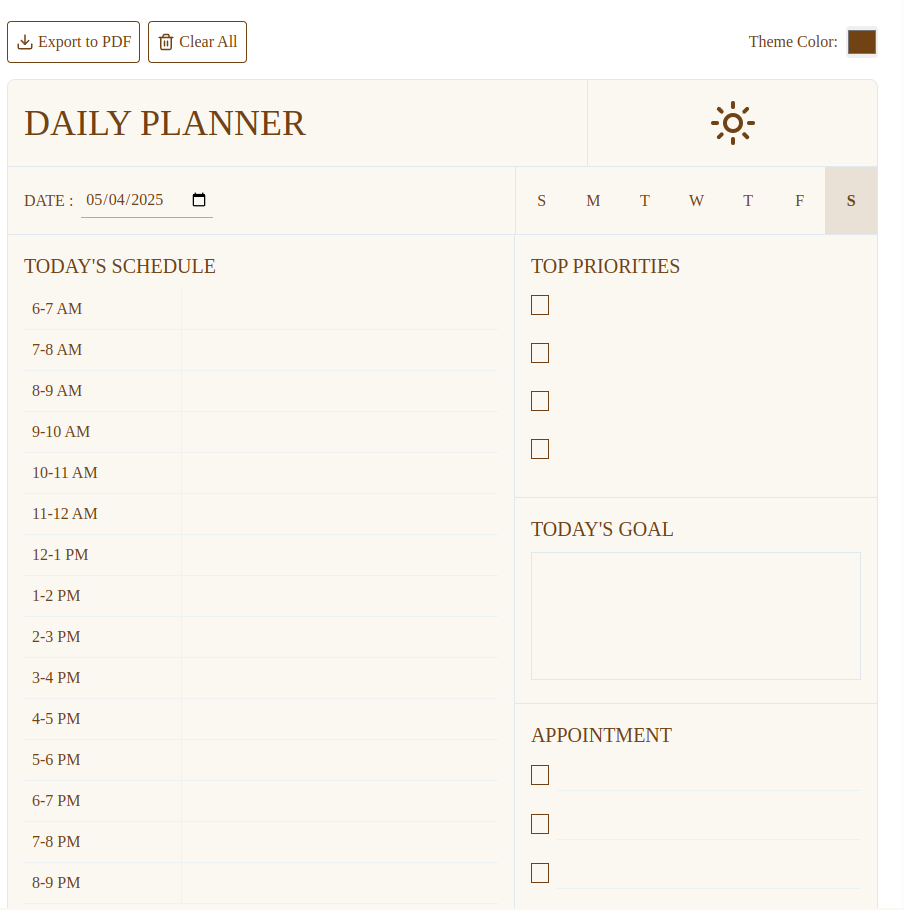 Export to PDF
Clear All
Theme Color:
DAILY PLANNER
DATE : 05/04/2025
S M T W T F S
TODAY'S SCHEDULE
6-7 AM
7-8 AM
8-9 AM
9-10 AM
10-11 AM
11-12 AM
12-1 PM
1-2 PM
2-3 PM
3-4 PM
4-5 PM
5-6 PM
6-7 PM
7-8 PM
8-9 PM
TOP PRIORITIES
TODAY'S GOAL
APPOINTMENT